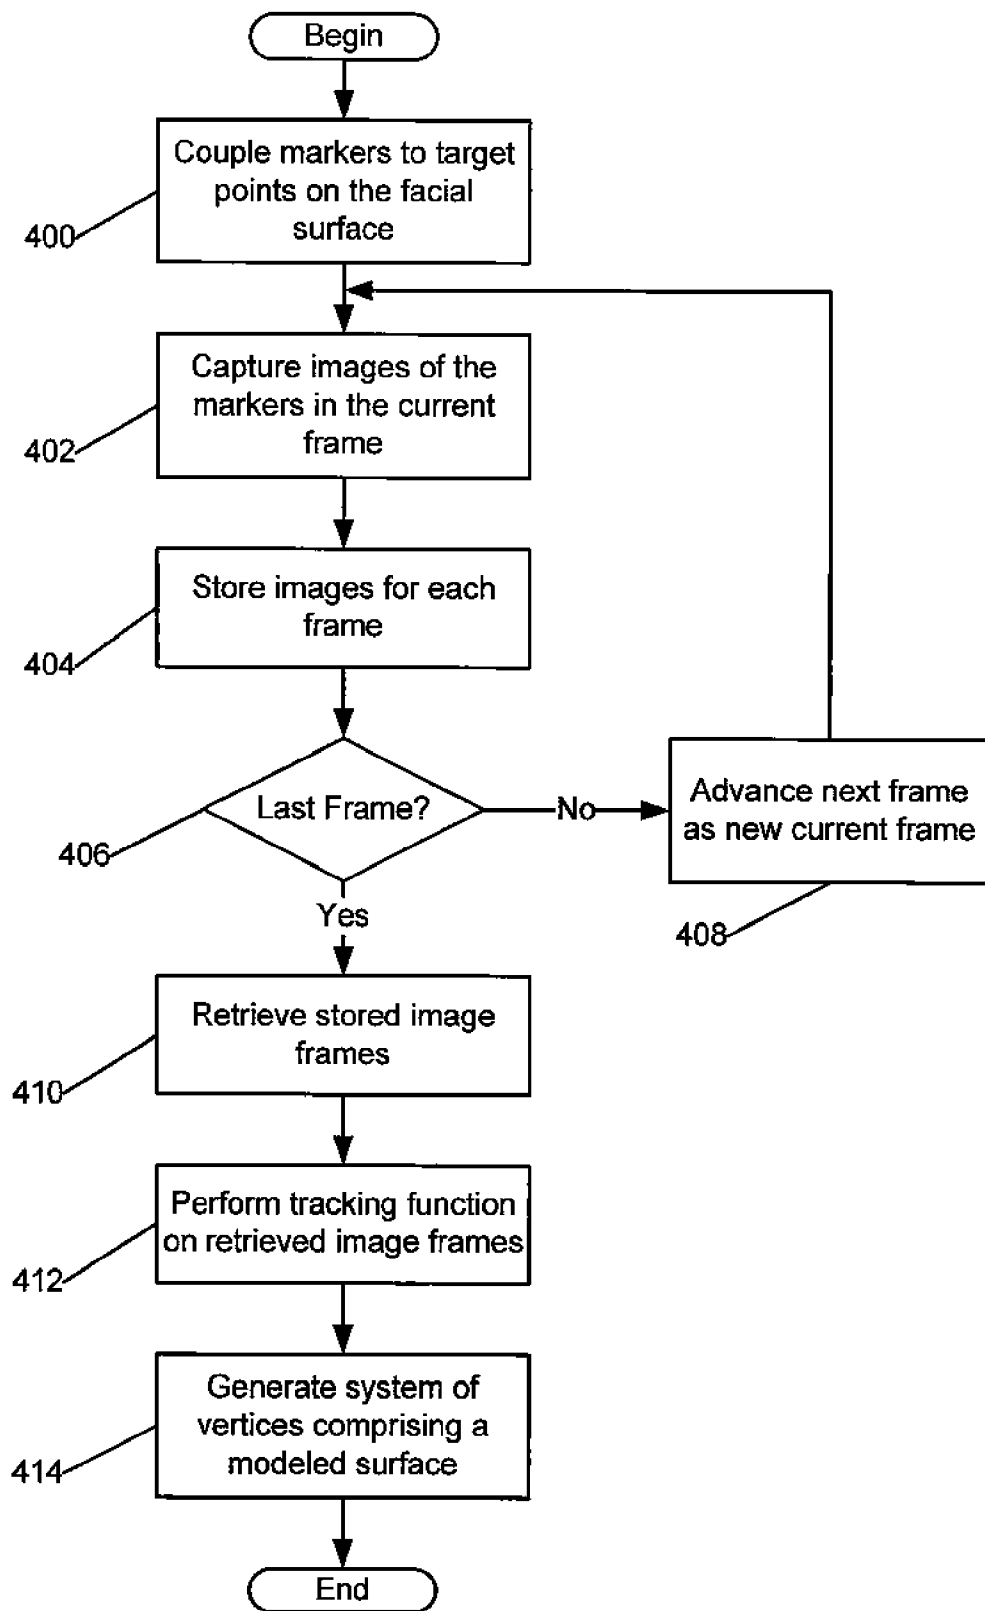 Begin
Couple markers to target
points on the facial
surface
400
Capture images of the
markers in the current
frame
402
Store images for each
frame
404
Last Frame?
406
No
Advance next frame
as new current frame
408
Yes
Retrieve stored image
frames
410
Perform tracking function
on retrieved image frames
412
Generate system of
vertices comprising a
modeled surface
414
End